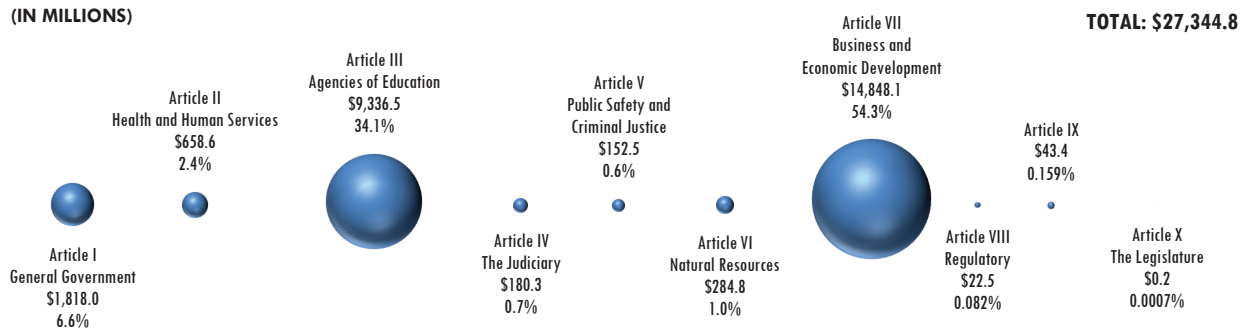 (IN MILLIONS)
TOTAL: $27,344.8
Article I
General Government
$1,818.0
6.6%
Article II
Health and Human Services
$658.6
2.4%
Article III
Agencies of Education
$9,336.5
34.1%
Article IV
The Judiciary
$180.3
0.7%
Article V
Public Safety and
Criminal Justice
$152.5
0.6%
Article VI
Natural Resources
$284.8
1.0%
Article VII
Business and
Economic Development
$14,848.1
54.3%
Article VIII
Regulatory
$22.5
0.082%
Article IX
$43.4
0.159%
Article X
The Legislature
$0.2
0.0007%